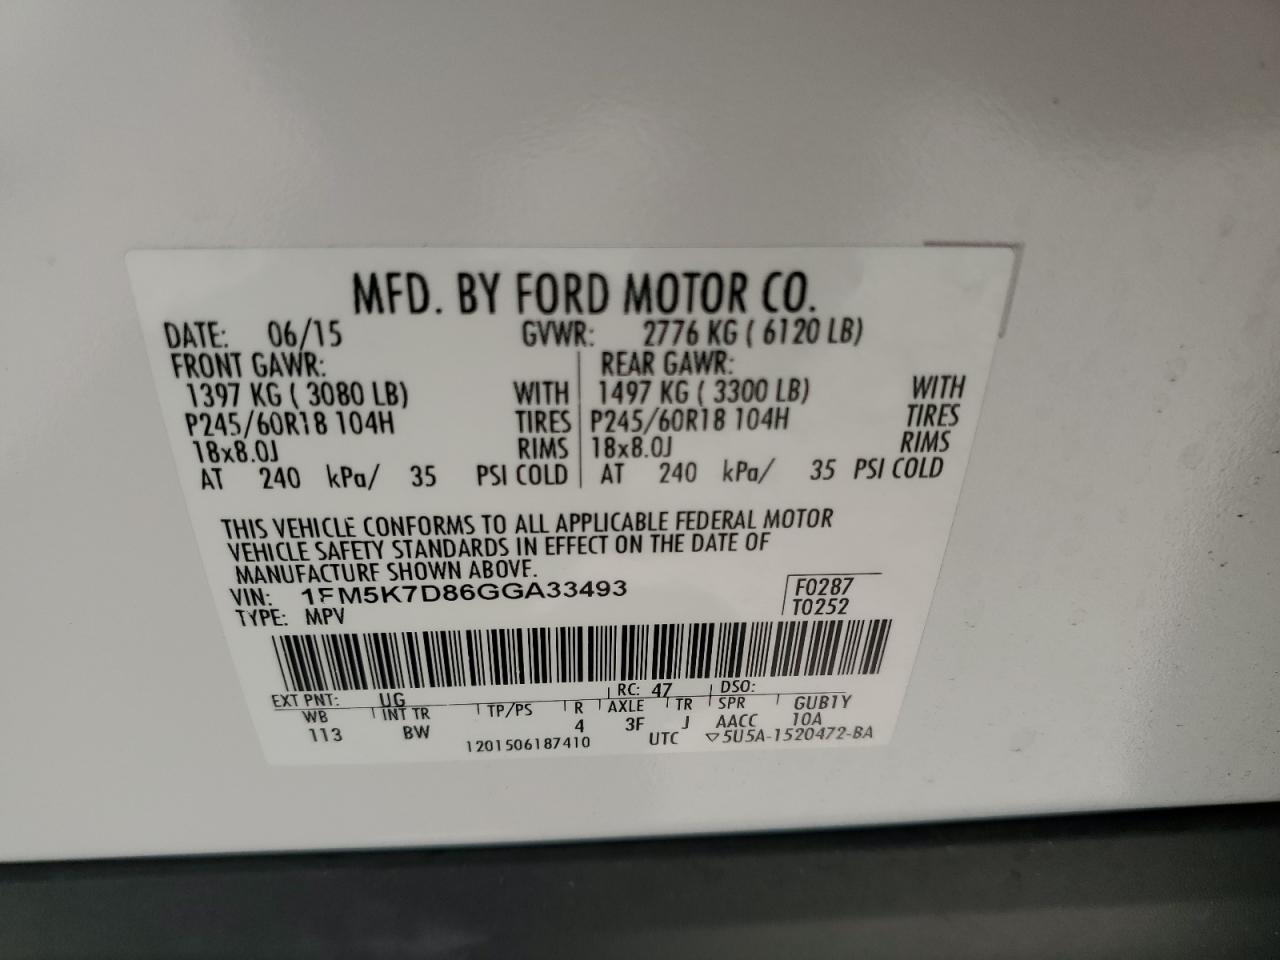 MFD. BY FORD MOTOR CO.
DATE: 06/15 GVWR: 2776 KG ( 6120 LB)
FRONT GAWR: REAR GAWR:
1397 KG ( 3080 LB) WITH 1497 KG ( 3300 LB) WITH
P245/60R18 104H TIRES P245/60R18 104H TIRES
18x8.0J RIMS 18x8.0J RIMS
AT 240 kPa/ 35 PSI COLD AT 240 kPa/ 35 PSI COLD
THIS VEHICLE CONFORMS TO ALL APPLICABLE FEDERAL MOTOR
VEHICLE SAFETY STANDARDS IN EFFECT ON THE DATE OF
MANUFACTURE SHOWN ABOVE.
VIN: 1FM5K7D86GGA33493 F0287
TYPE: MPV T0252
EXT PNT: UG RC: 47 DSO:
WB INT TR TP/PS R AXLE TR SPR GUB1Y
113 BW 4 3F J AACC 10A
1201506187410 UTC ▽5U5A-1520472-BA